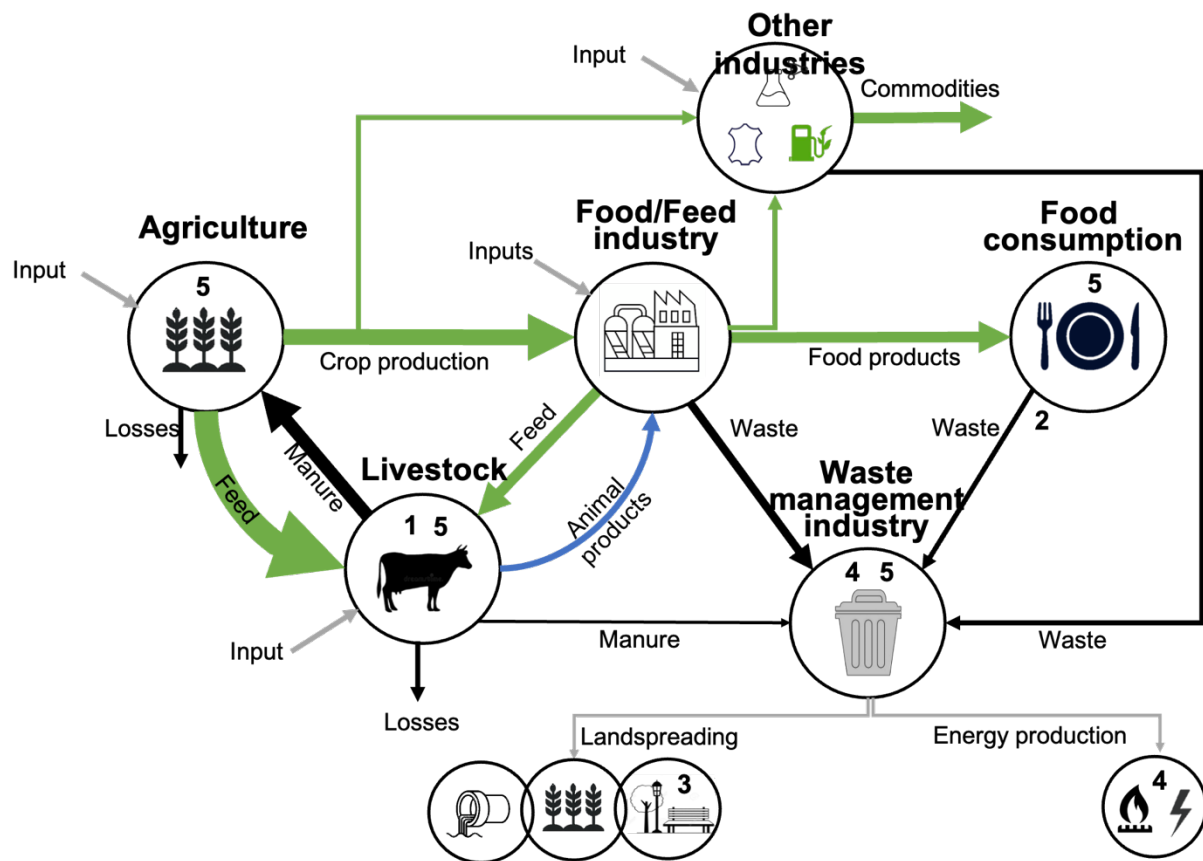 Other
industries
Input
Commodities
Agriculture
Food/Feed
industry
Food
consumption
Input
Inputs
5
5
Crop production
Food products
Losses
Feed
Manure
Feed
Waste
Waste
2
Livestock
Animal
products
Waste
management
industry
1 5
4 5
Input
Manure
Waste
Losses
Landspreading
Energy production
3
4